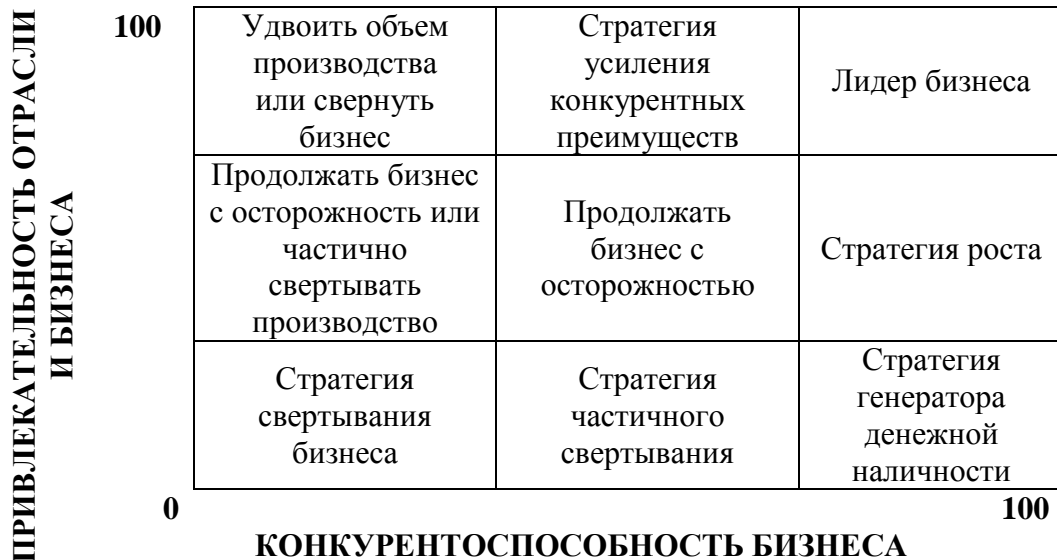 ПРИВЛЕКАТЕЛЬНОСТЬ ОТРАСЛИ
И БИЗНЕСА
100
Удвоить объем
производства
или свернуть
бизнес
Стратегия
усиления
конкурентных
преимуществ
Лидер бизнеса
Продолжать бизнес
с осторожность или
частично
свертывать
производство
Продолжать
бизнес с
осторожностью
Стратегия роста
Стратегия
свертывания
бизнеса
Стратегия
частичного
свертывания
Стратегия
генератора
денежной
наличности
0
100
КОНКУРЕНТОСПОСОБНОСТЬ БИЗНЕСА